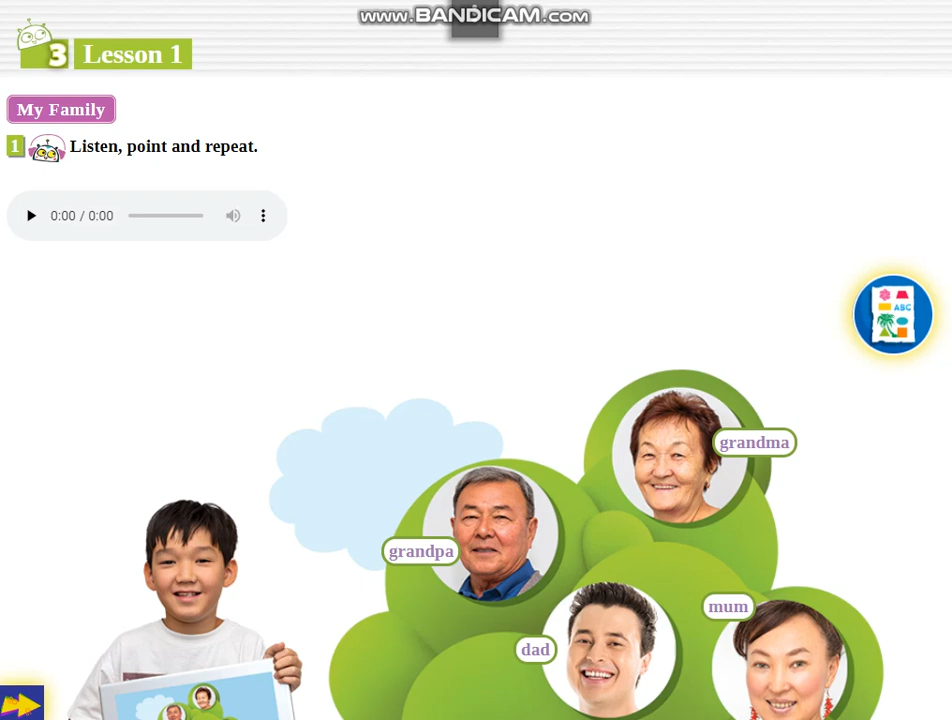 www.BANDICAM.com
3 Lesson 1
My Family
1 Listen, point and repeat.
0:00 / 0:00
ABC
grandma
grandpa
mum
dad